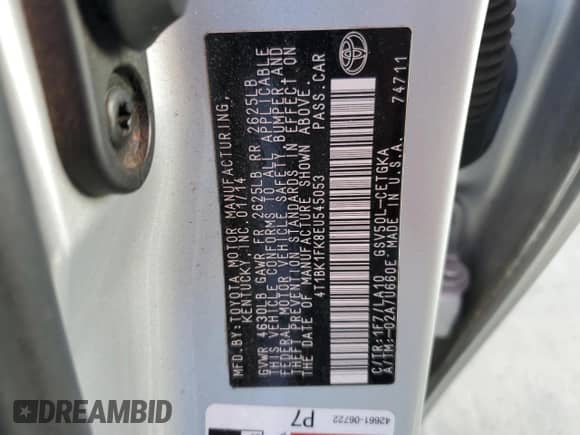 MFD.BY:TOYOTA MOTOR MANUFACTURING,
KENTUCKY, INC. 01/14
GVWR 4630LB GAWR FR 2625LB RR 2625LB
THIS VEHICLE CONFORMS TO ALL APPLICABLE
FEDERAL MOTOR VEHICLE SAFETY, BUMPER AND
THEFT PREVENTION STANDARDS IN EFFECT ON
THE DATE OF MANUFACTURE SHOWN ABOVE.
4T1BK1FK8EU545053 PASS.CAR
C/TR:1F7/LA10 GSV50L-CETGKA
A/TM:-02A/U660E MADE IN U.S.A.
74711
42661-06722
P7
DREAMBID